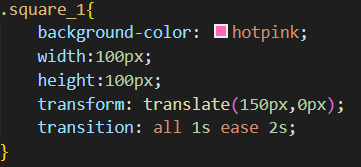 .square_1{
background-color: hotpink;
width:100px;
height:100px;
transform: translate(150px,0px);
transition: all 1s ease 2s;
}